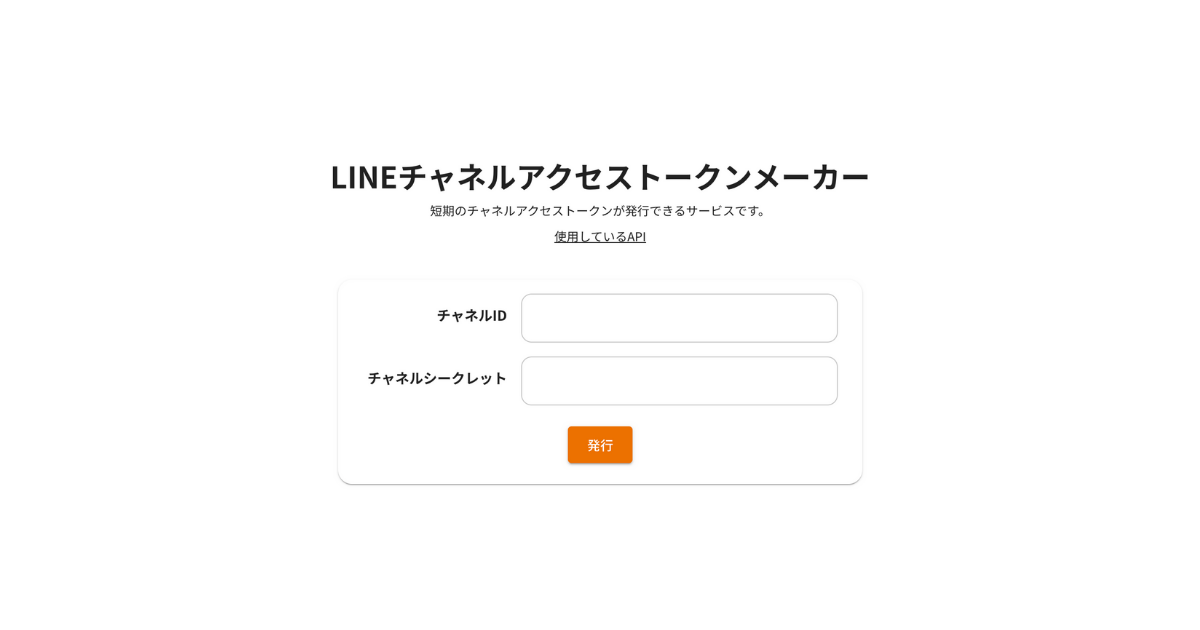 LINEチャネルアクセストークンメーカー
短期のチャネルアクセストークンが発行できるサービスです。
使用しているAPI
チャネルID
チャネルシークレット
発行